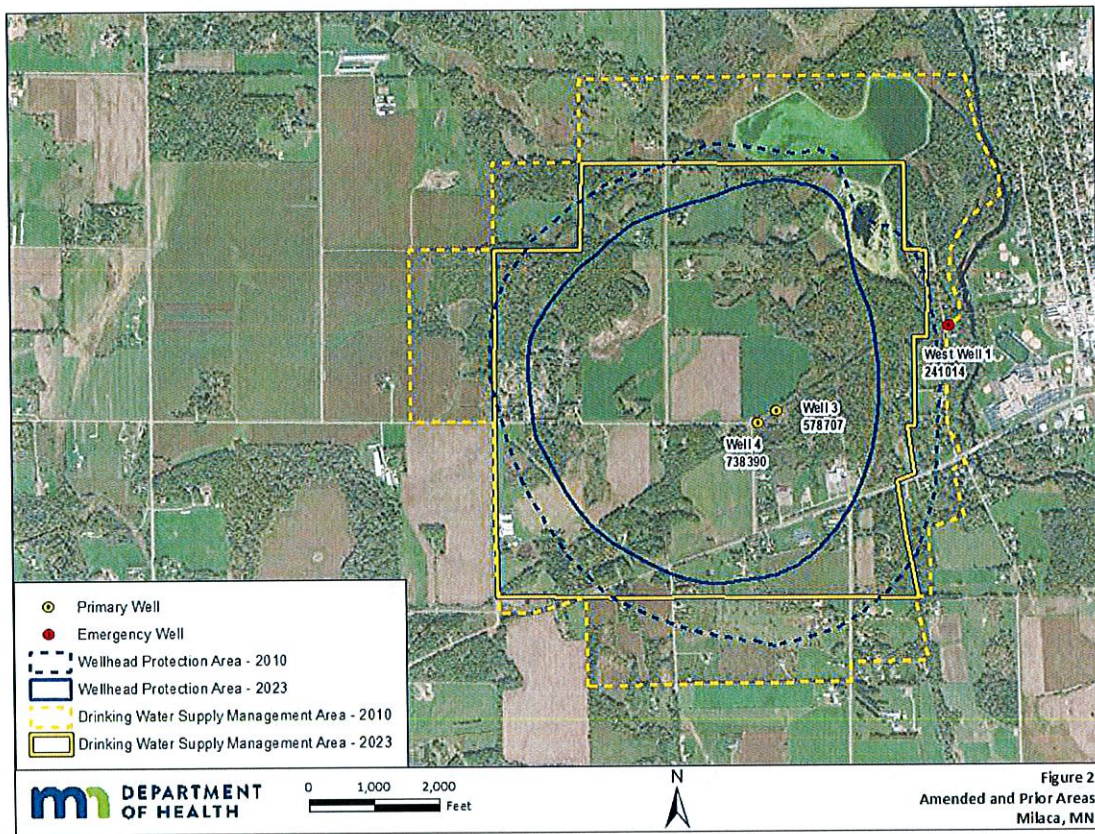 West Well 1
241014
Well 3
578707
Well 4
738390
Primary Well
Emergency Well
Wellhead Protection Area - 2010
Wellhead Protection Area - 2023
Drinking Water Supply Management Area - 2010
Drinking Water Supply Management Area - 2023
DEPARTMENT
OF HEALTH
0 1,000 2,000
Feet
N
Figure 2
Amended and Prior Areas
Milaca, MN